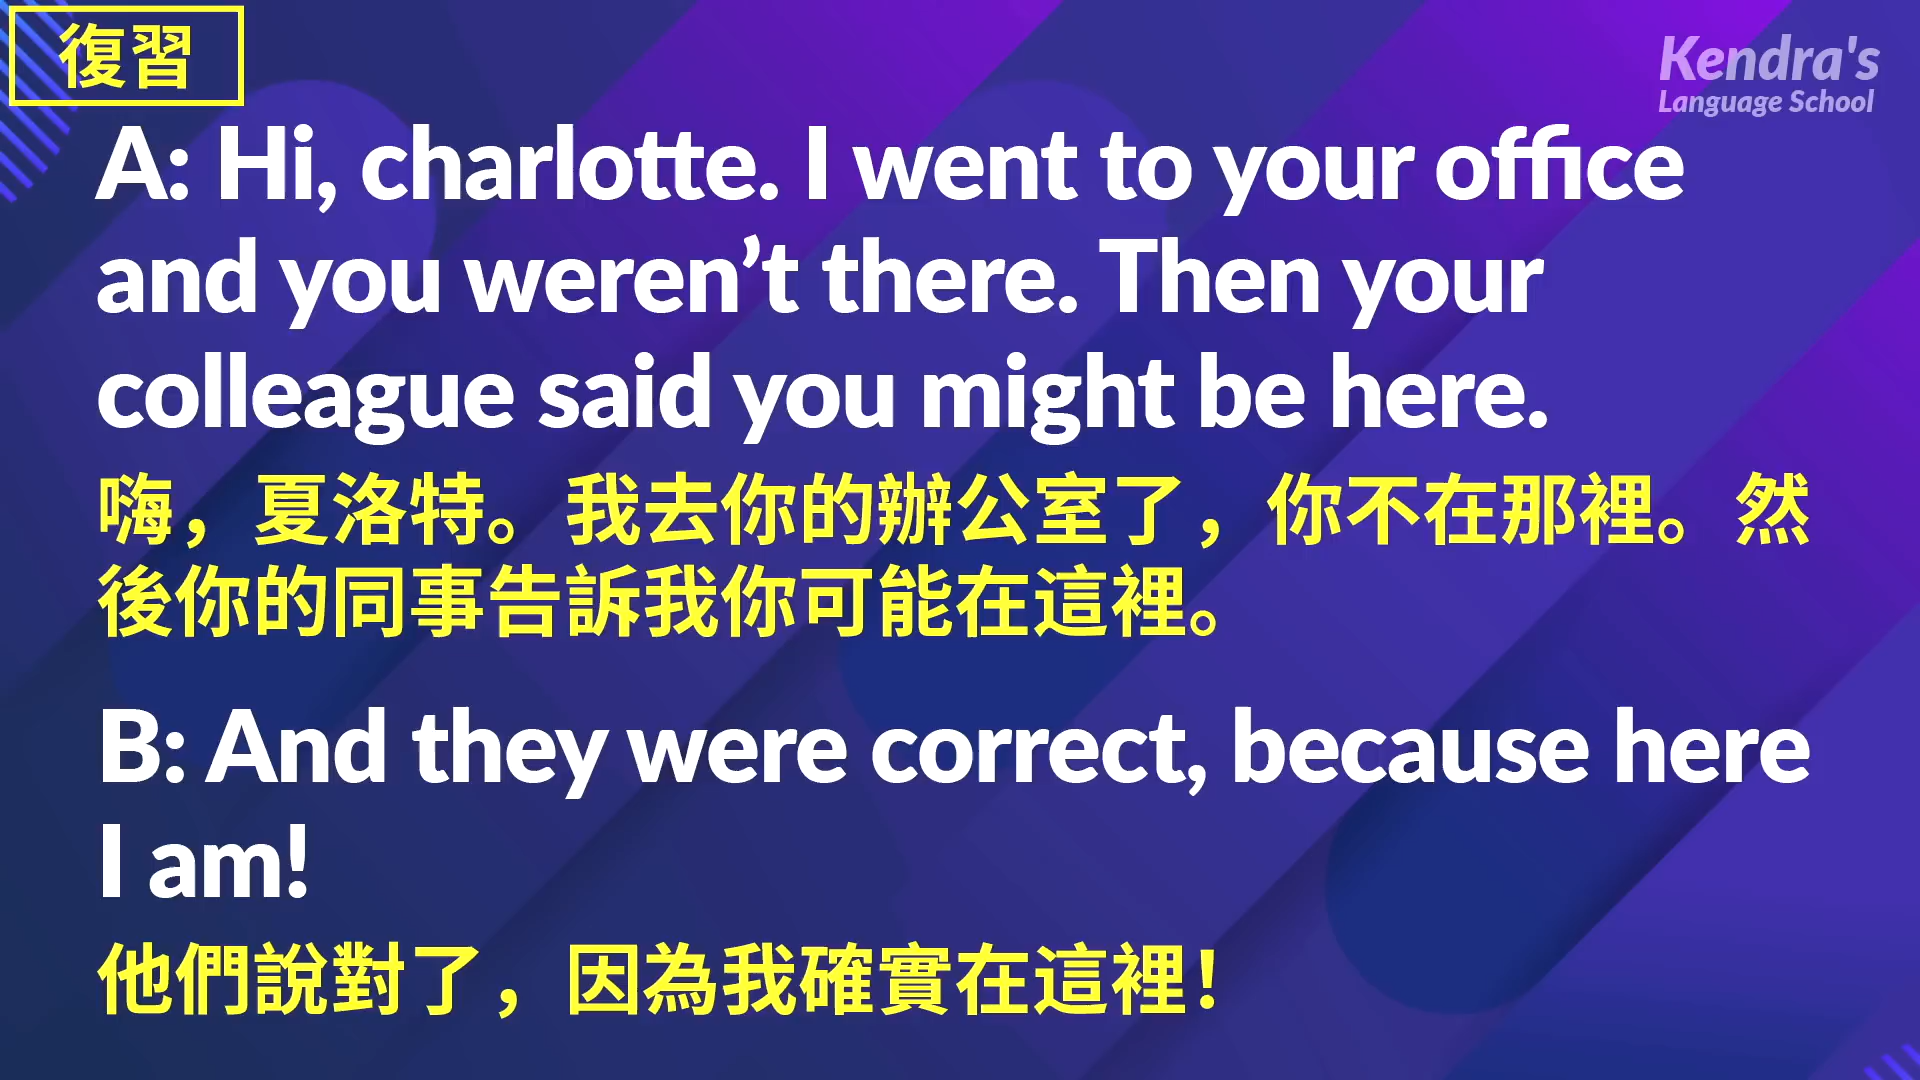 復習
Kendra's
Language School
A: Hi, charlotte. I went to your office
and you weren’t there. Then your
colleague said you might be here.
嗨，夏洛特。我去你的辦公室了，你不在那裡。然
後你的同事告訴我你可能在這裡。
B: And they were correct, because here
I am!
他們說對了，因為我確實在這裡！